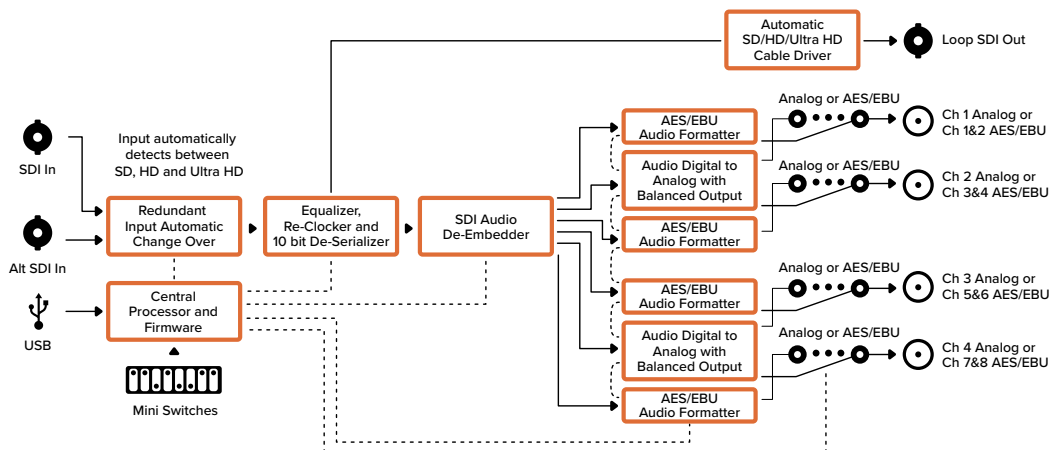 Automatic
SD/HD/Ultra HD
Cable Driver
Loop SDI Out
SDI In
Input automatically
detects between
SD, HD and Ultra HD
Alt SDI In
Redundant
Input Automatic
Change Over
Equalizer,
Re-Clocker and
10 bit De-Serializer
SDI Audio
De-Embedder
USB
Central
Processor and
Firmware
Mini Switches
AES/EBU
Audio Formatter
Audio Digital to
Analog with
Balanced Output
AES/EBU
Audio Formatter
AES/EBU
Audio Formatter
Audio Digital to
Analog with
Balanced Output
AES/EBU
Audio Formatter
Analog or AES/EBU
Ch 1 Analog or
Ch 1&2 AES/EBU
Analog or AES/EBU
Ch 2 Analog or
Ch 3&4 AES/EBU
Analog or AES/EBU
Ch 3 Analog or
Ch 5&6 AES/EBU
Analog or AES/EBU
Ch 4 Analog or
Ch 7&8 AES/EBU